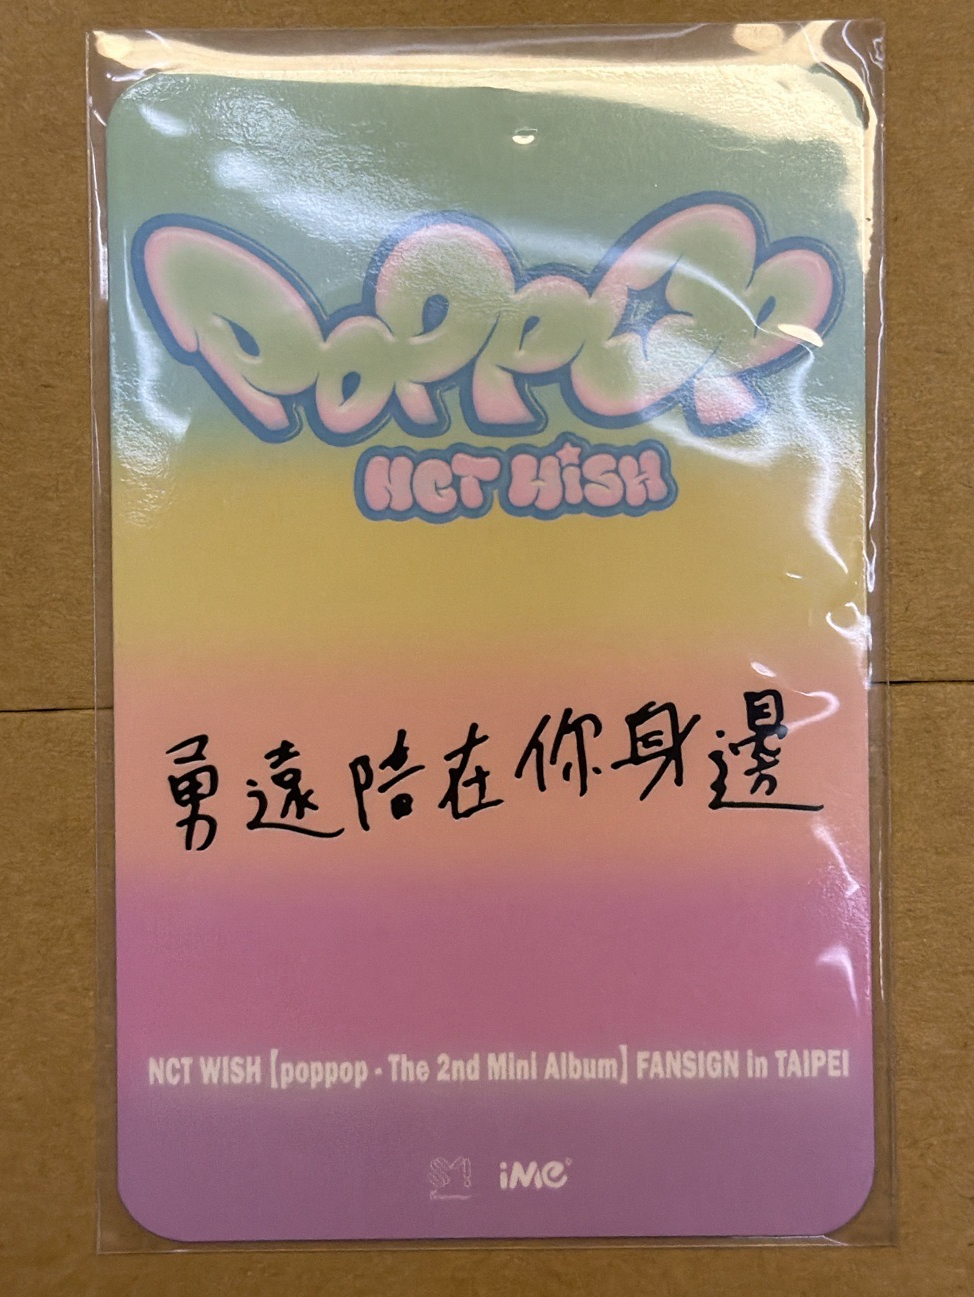 POPPOP
NCT WiSH
勇遠陪在你身邊
NCT WISH [poppop - The 2nd Mini Album] FANSIGN in TAIPEI
SM iMe